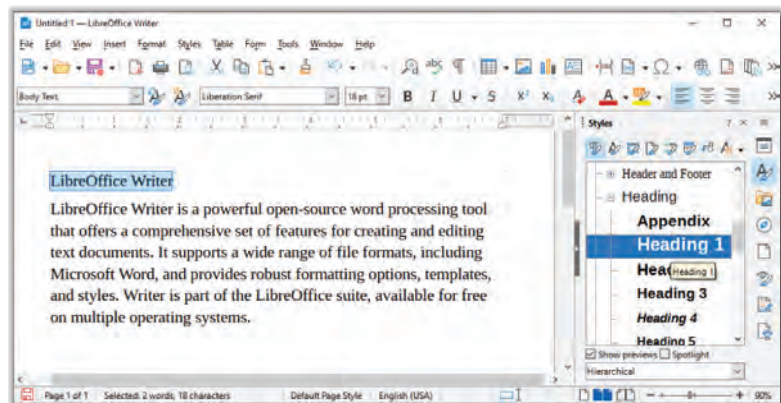 Untitled 1 — LibreOffice Writer
File Edit View Insert Format Styles Table Form Tools Window Help
Body Text Liberation Serif 18 pt B I U S X² X₂ A A
Styles
LibreOffice Writer
LibreOffice Writer is a powerful open-source word processing tool
that offers a comprehensive set of features for creating and editing
text documents. It supports a wide range of file formats, including
Microsoft Word, and provides robust formatting options, templates,
and styles. Writer is part of the LibreOffice suite, available for free
on multiple operating systems.
Header and Footer
Heading
Appendix
Heading 1
Head
Heading 1
Heading 3
Heading 4
Heading 5
Show previews Spotlight
Hierarchical
Page 1 of 1 Selected: 2 words, 18 characters Default Page Style English (USA) 90%